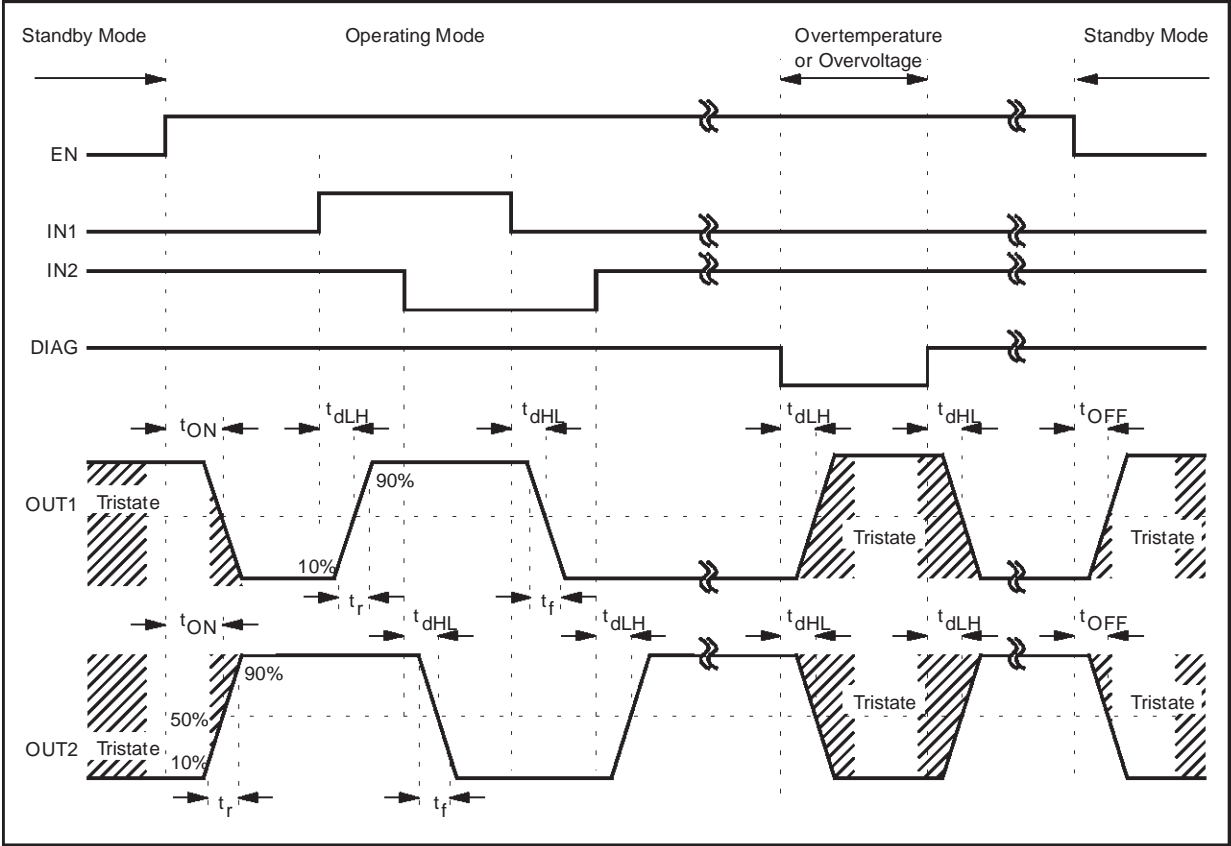 Standby Mode
Operating Mode
Overtemperature
or Overvoltage
Standby Mode
EN
IN1
IN2
DIAG
tON
tdLH
tdHL
tdLH
tdHL
tOFF
OUT1
Tristate
90%
10%
Tristate
Tristate
tr
tf
tON
tdHL
tdLH
tdHL
tdLH
tOFF
OUT2
90%
50%
Tristate
10%
Tristate
Tristate
tr
tf